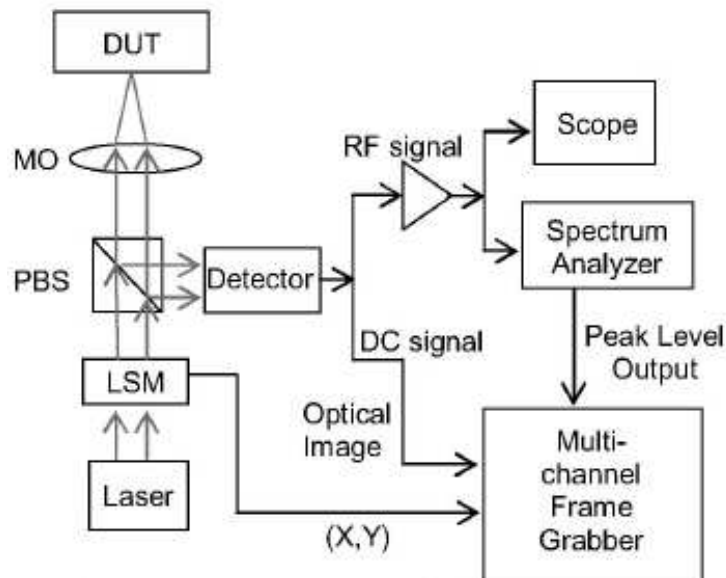 DUT
MO
RF signal
Scope
PBS
Detector
Spectrum
Analyzer
DC signal
Peak Level
Output
LSM
Optical
Image
Multi-
channel
Frame
Grabber
Laser
(X,Y)